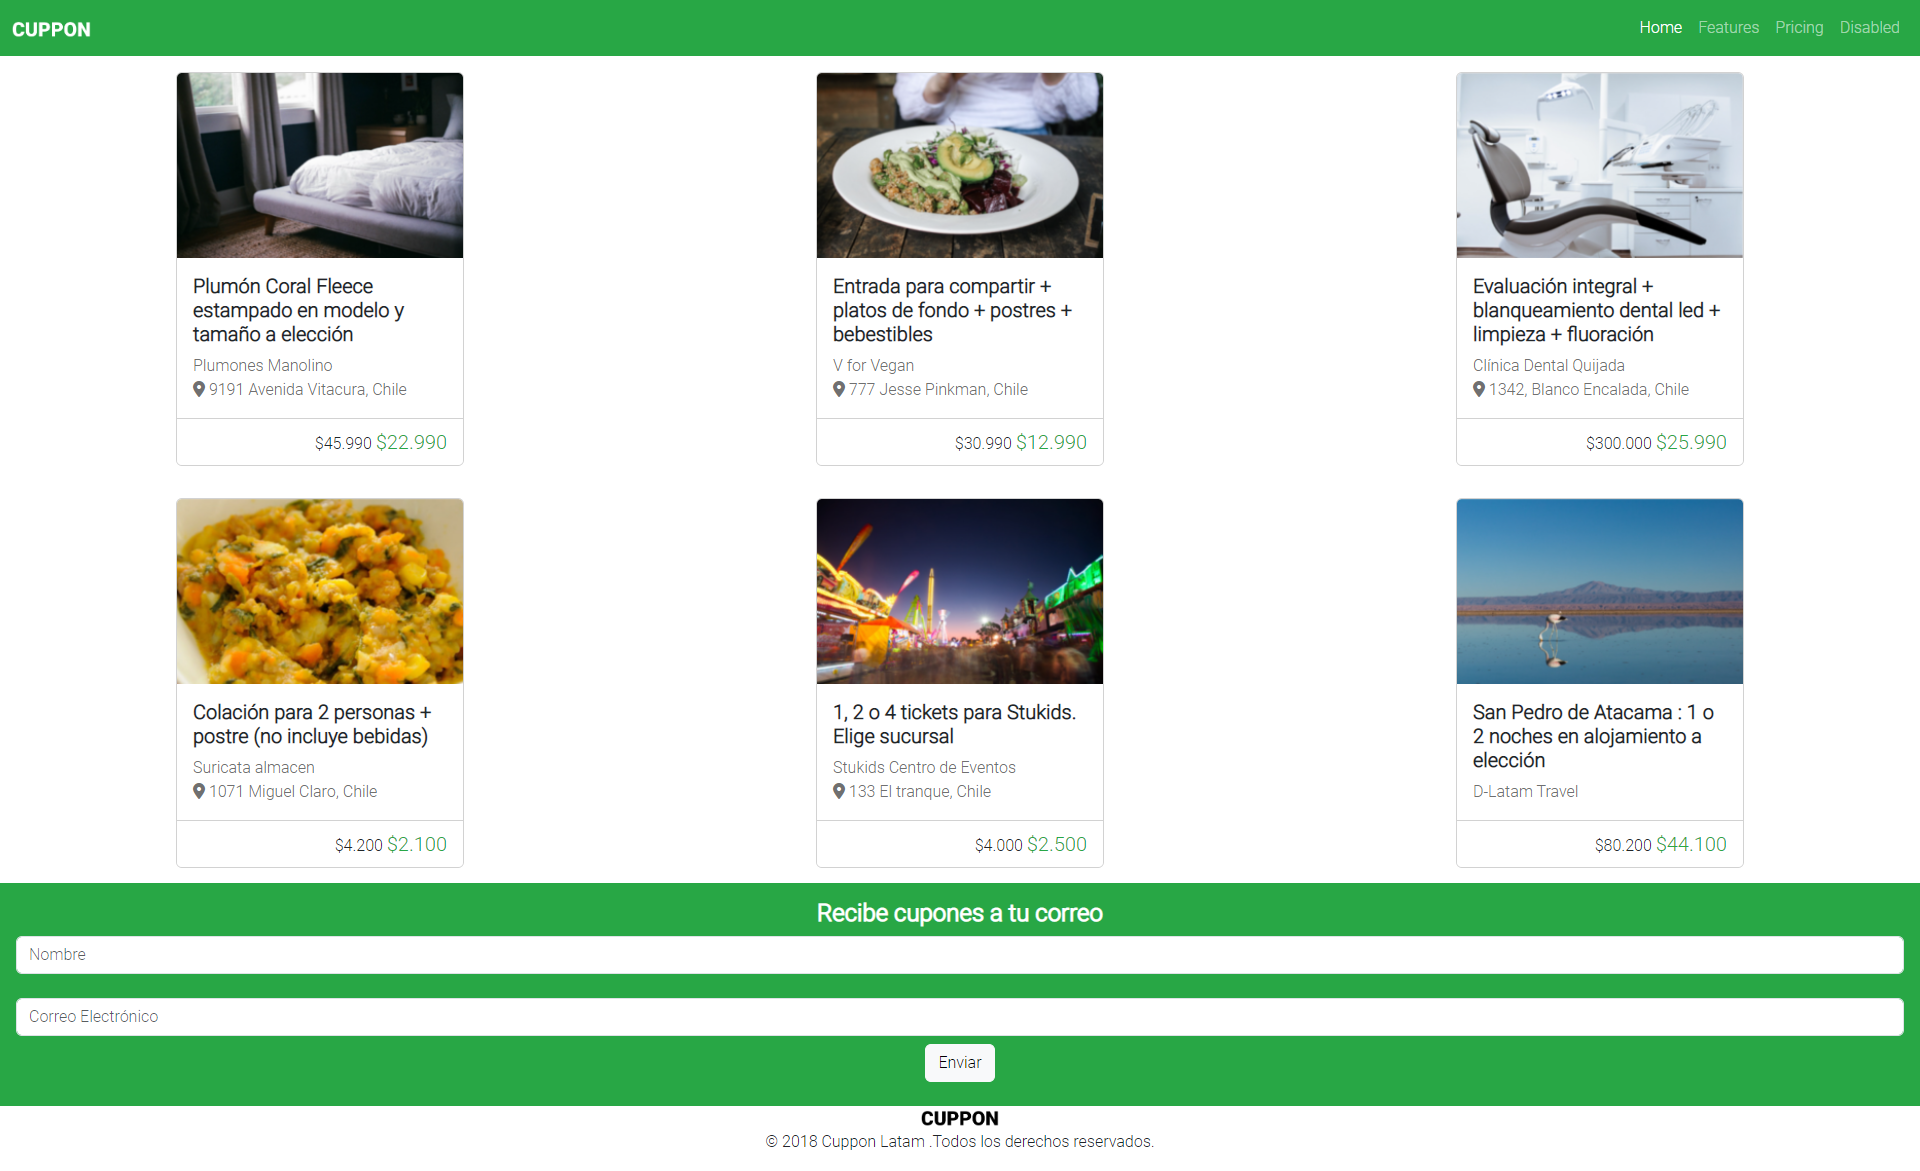 CUPPON
Home Features Pricing Disabled
Plumón Coral Fleece
estampado en modelo y
tamaño a elección
Plumones Manolino
9191 Avenida Vitacura, Chile
$45.990 $22.990
Entrada para compartir +
platos de fondo + postres +
bebestibles
V for Vegan
777 Jesse Pinkman, Chile
$30.990 $12.990
Evaluación integral +
blanqueamiento dental led +
limpieza + fluoración
Clínica Dental Quijada
1342, Blanco Encalada, Chile
$300.000 $25.990
Colación para 2 personas +
postre (no incluye bebidas)
Suricata almacen
1071 Miguel Claro, Chile
$4.200 $2.100
1, 2 o 4 tickets para Stukids.
Elige sucursal
Stukids Centro de Eventos
133 El tranque, Chile
$4.000 $2.500
San Pedro de Atacama : 1 o
2 noches en alojamiento a
elección
D-Latam Travel
$80.200 $44.100
Recibe cupones a tu correo
Nombre
Correo Electrónico
Enviar
CUPPON
© 2018 Cuppon Latam .Todos los derechos reservados.